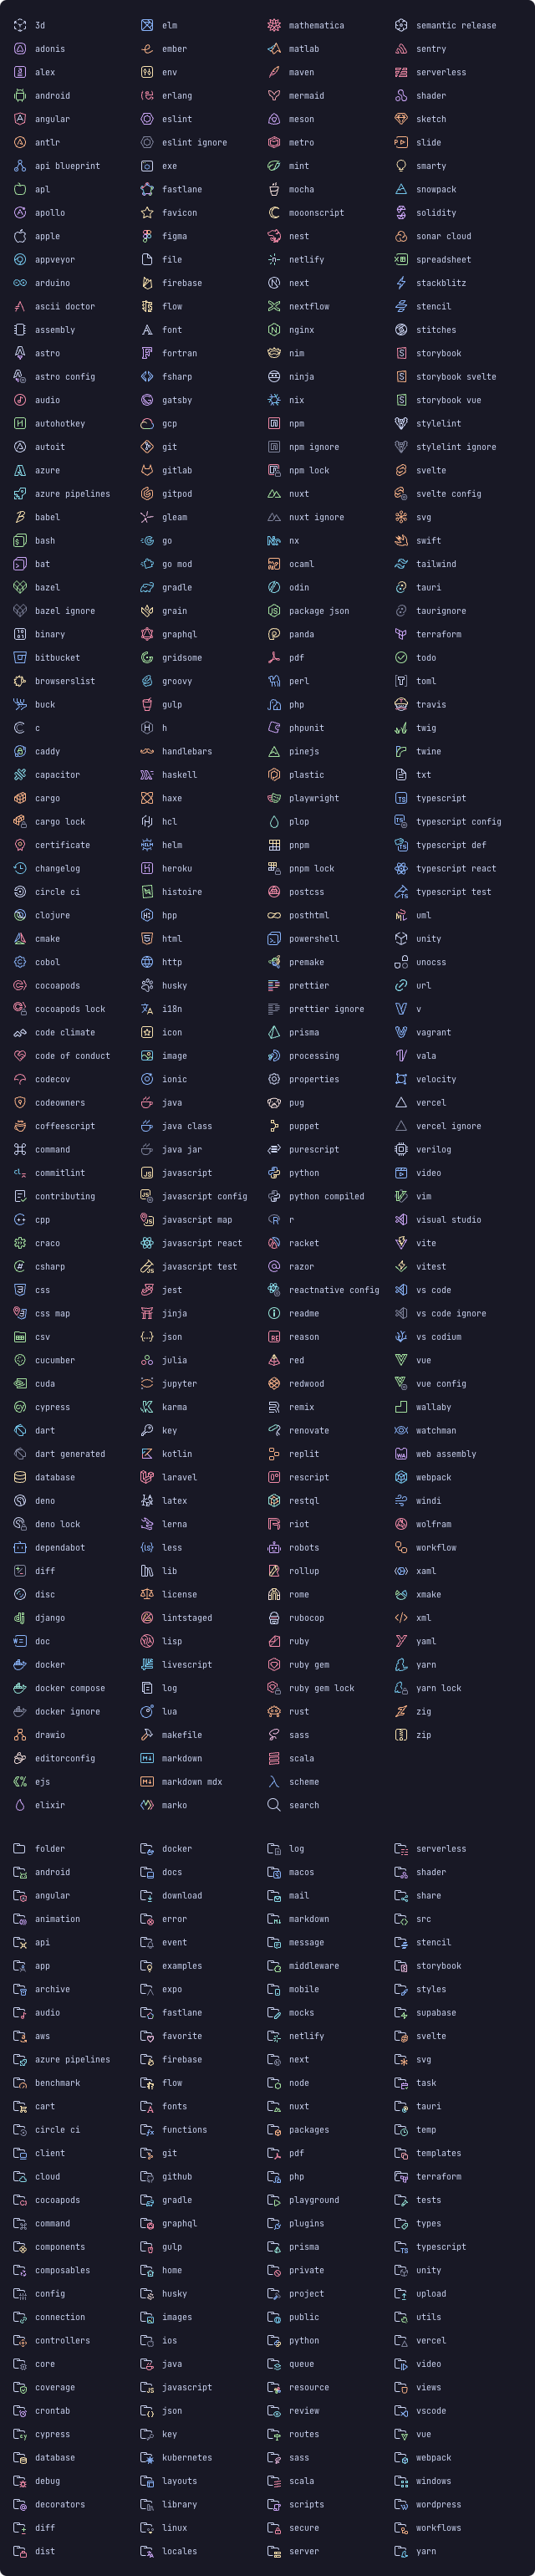 3d
adonis
alex
android
angular
antlr
api blueprint
apl
apollo
apple
appveyor
arduino
ascii doctor
assembly
astro
astro config
audio
autohotkey
autoit
azure
azure pipelines
babel
bash
bat
bazel
bazel ignore
binary
bitbucket
browserslist
buck
c
caddy
capacitor
cargo
cargo lock
certificate
changelog
circle ci
clojure
cmake
cobol
cocoapods
cocoapods lock
code climate
code of conduct
codecov
codeowners
coffeescript
command
commitlint
contributing
cpp
craco
csharp
css
css map
csv
cucumber
cuda
cypress
dart
dart generated
database
deno
deno lock
dependabot
diff
disc
django
doc
docker
docker compose
docker ignore
drawio
editorconfig
ejs
elixir
elm
ember
env
erlang
eslint
eslint ignore
exe
fastlane
favicon
figma
file
firebase
flow
font
fortran
fsharp
gatsby
gcp
git
gitlab
gitpod
gleam
go
go mod
gradle
grain
graphql
gridsome
groovy
gulp
h
handlebars
haskell
haxe
hcl
helm
heroku
histoire
hpp
html
http
husky
i18n
icon
image
ionic
java
java class
java jar
javascript
javascript config
javascript map
javascript react
javascript test
jest
jinja
json
julia
jupyter
karma
key
kotlin
laravel
latex
lerna
less
lib
license
lintstaged
lisp
livescript
log
lua
makefile
markdown
markdown mdx
marko
mathematica
matlab
maven
mermaid
meson
metro
mint
mocha
mooonscript
nest
netlify
next
nextflow
nginx
nim
ninja
nix
npm
npm ignore
npm lock
nuxt
nuxt ignore
nx
ocaml
odin
package json
panda
pdf
perl
php
phpunit
pinejs
plastic
playwright
plop
pnpm
pnpm lock
postcss
posthtml
powershell
premake
prettier
prettier ignore
prisma
processing
properties
pug
puppet
purescript
python
python compiled
r
racket
razor
reactnative config
readme
reason
red
redwood
remix
renovate
replit
rescript
restql
riot
robots
rollup
rome
rubocop
ruby
ruby gem
ruby gem lock
rust
sass
scala
scheme
search
semantic release
sentry
serverless
shader
sketch
slide
smarty
snowpack
solidity
sonar cloud
spreadsheet
stackblitz
stencil
stitches
storybook
storybook svelte
storybook vue
stylelint
stylelint ignore
svelte
svelte config
svg
swift
tailwind
tauri
taurignore
terraform
todo
toml
travis
twig
twine
txt
typescript
typescript config
typescript def
typescript react
typescript test
uml
unity
unocss
url
v
vagrant
vala
velocity
vercel
vercel ignore
verilog
video
vim
visual studio
vite
vitest
vs code
vs code ignore
vs codium
vue
vue config
wallaby
watchman
web assembly
webpack
windi
wolfram
workflow
xaml
xmake
xml
yaml
yarn
yarn lock
zig
zip
folder
android
angular
animation
api
app
archive
audio
aws
azure pipelines
benchmark
cart
circle ci
client
cloud
cocoapods
command
components
composables
config
connection
controllers
core
coverage
crontab
cypress
database
debug
decorators
diff
dist
docker
docs
download
error
event
examples
expo
fastlane
favorite
firebase
flow
fonts
functions
git
github
gradle
graphql
gulp
home
husky
images
ios
java
javascript
json
key
kubernetes
layouts
library
linux
locales
log
macos
mail
markdown
message
middleware
mobile
mocks
netlify
next
node
nuxt
packages
pdf
php
playground
plugins
prisma
private
project
public
python
queue
resource
review
routes
sass
scala
scripts
secure
server
serverless
shader
share
src
stencil
storybook
styles
supabase
svelte
svg
task
tauri
temp
templates
terraform
tests
types
typescript
unity
upload
utils
vercel
video
views
vscode
vue
webpack
windows
wordpress
workflows
yarn